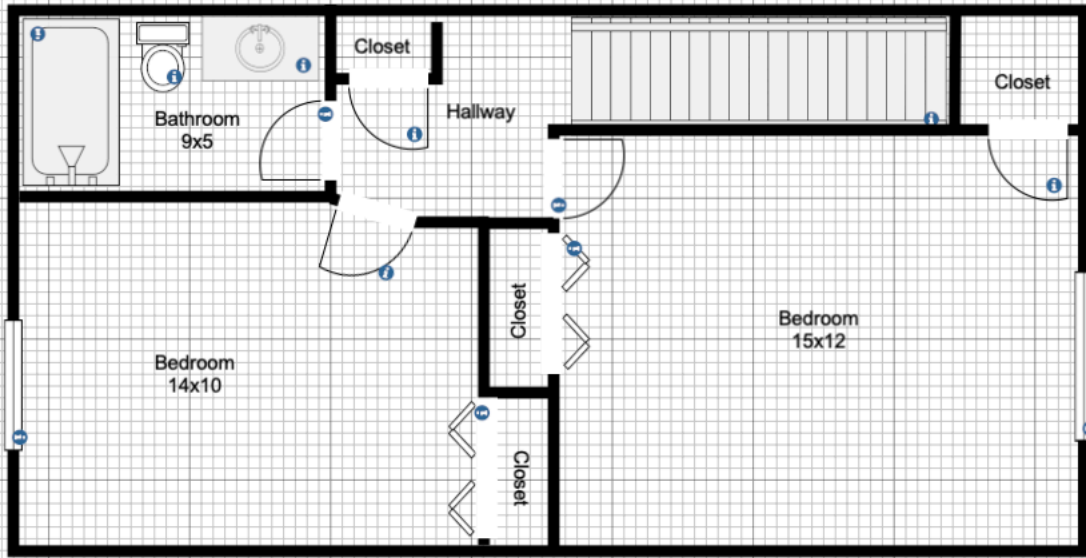 Closet
Closet
Hallway
Bathroom
9x5
Closet
Bedroom
15x12
Bedroom
14x10
Closet